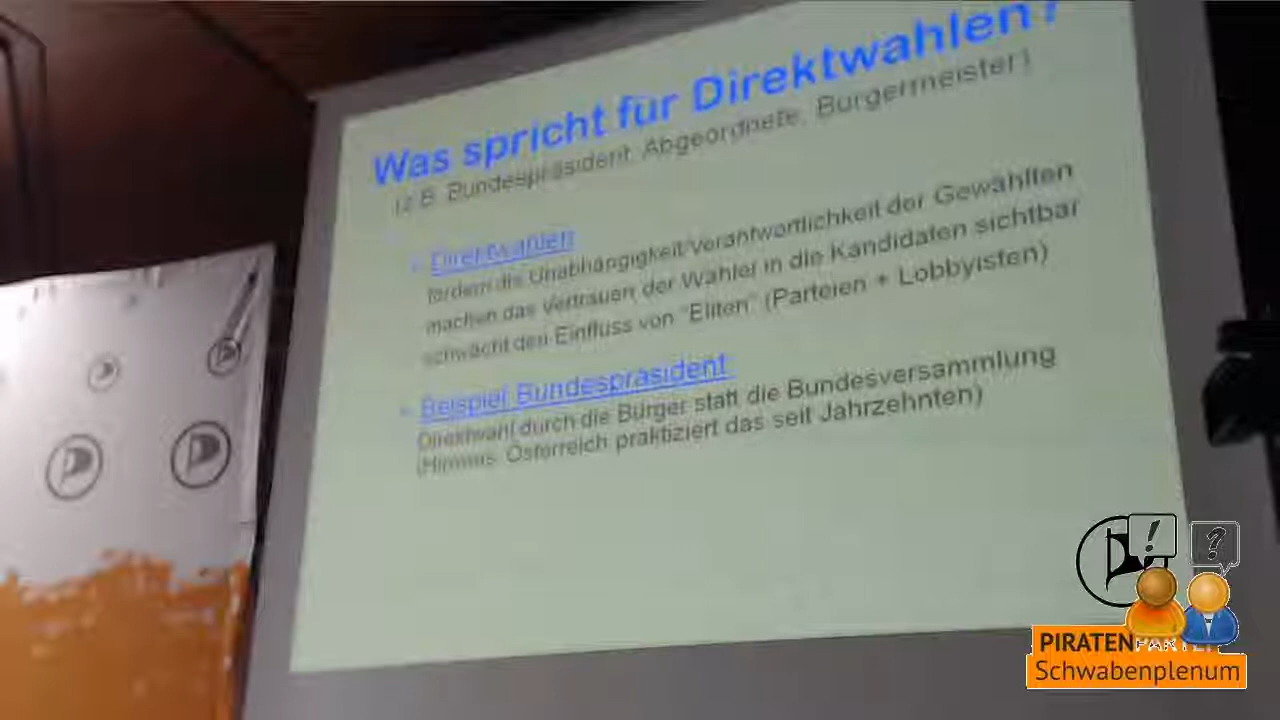 Was spricht für Direktwahlen?
(z.B. Bundespräsident, Abgeordnete, Bürgermeister)
Direktwahlen
fördern die Unabhängigkeit/Verantwortlichkeit der Gewählten
machen das Vertrauen der Wähler in die Kandidaten sichtbar
schwächt den Einfluss von "Eliten" (Parteien + Lobbyisten)
Beispiel Bundespräsident
Direktwahl durch die Bürger statt die Bundesversammlung
(Hinweis: Österreich praktiziert das seit Jahrzehnten)
! ?
PIRATENPARTEI
Schwabenplenum